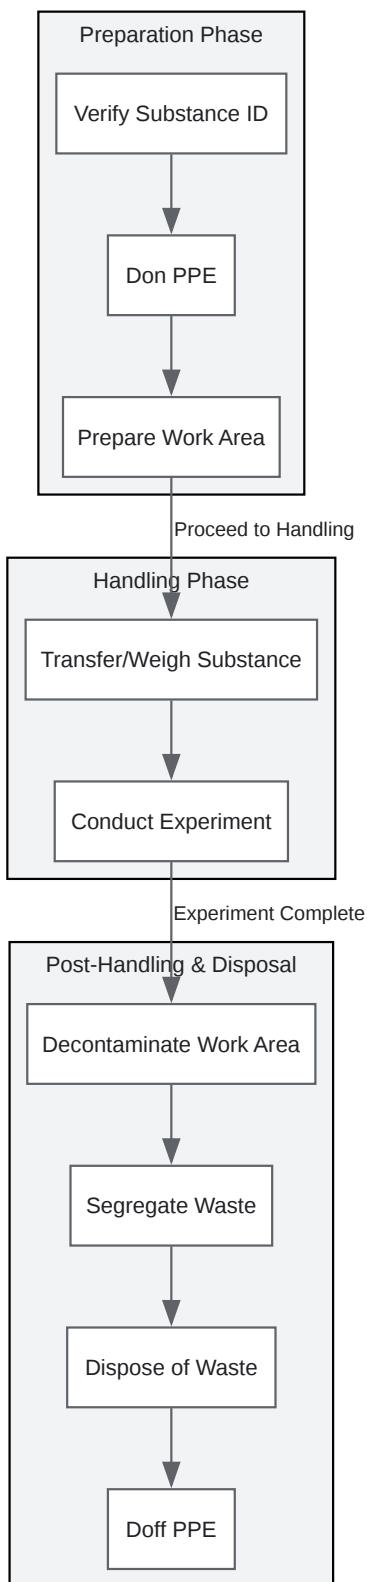 Preparation Phase
Verify Substance ID
Don PPE
Prepare Work Area
Proceed to Handling
Handling Phase
Transfer/Weigh Substance
Conduct Experiment
Experiment Complete
Post-Handling & Disposal
Decontaminate Work Area
Segregate Waste
Dispose of Waste
Doff PPE